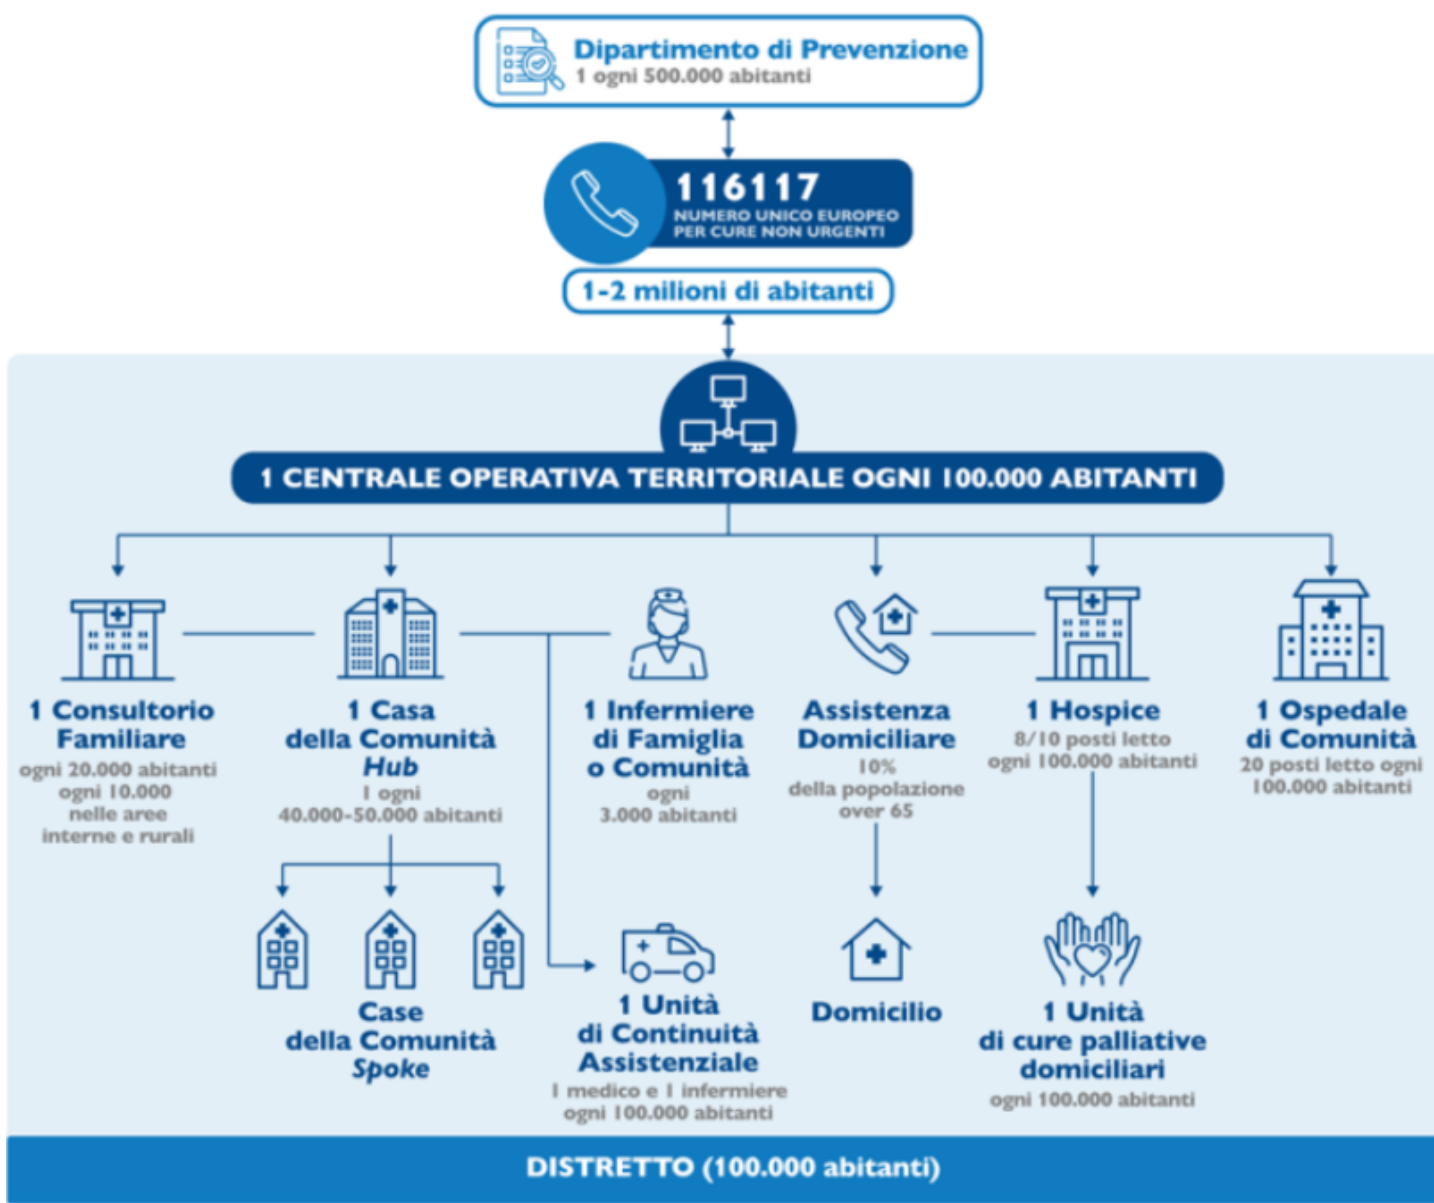 Dipartimento di Prevenzione
1 ogni 500.000 abitanti
116117
NUMERO UNICO EUROPEO
PER CURE NON URGENTI
1-2 milioni di abitanti
1 CENTRALE OPERATIVA TERRITORIALE OGNI 100.000 ABITANTI
1 Consultorio
Familiare
ogni 20.000 abitanti
ogni 10.000
nelle aree
interne e rurali
1 Casa
della Comunità
Hub
1 ogni
40.000-50.000 abitanti
1 Infermiere
di Famiglia
o Comunità
ogni
3.000 abitanti
Assistenza
Domiciliare
10%
della popolazione
over 65
1 Hospice
8/10 posti letto
ogni 100.000 abitanti
1 Ospedale
di Comunità
20 posti letto ogni
100.000 abitanti
Case
della Comunità
Spoke
1 Unità
di Continuità
Assistenziale
1 medico e 1 infermiere
ogni 100.000 abitanti
Domicilio
1 Unità
di cure palliative
domiciliari
ogni 100.000 abitanti
DISTRETTO (100.000 abitanti)